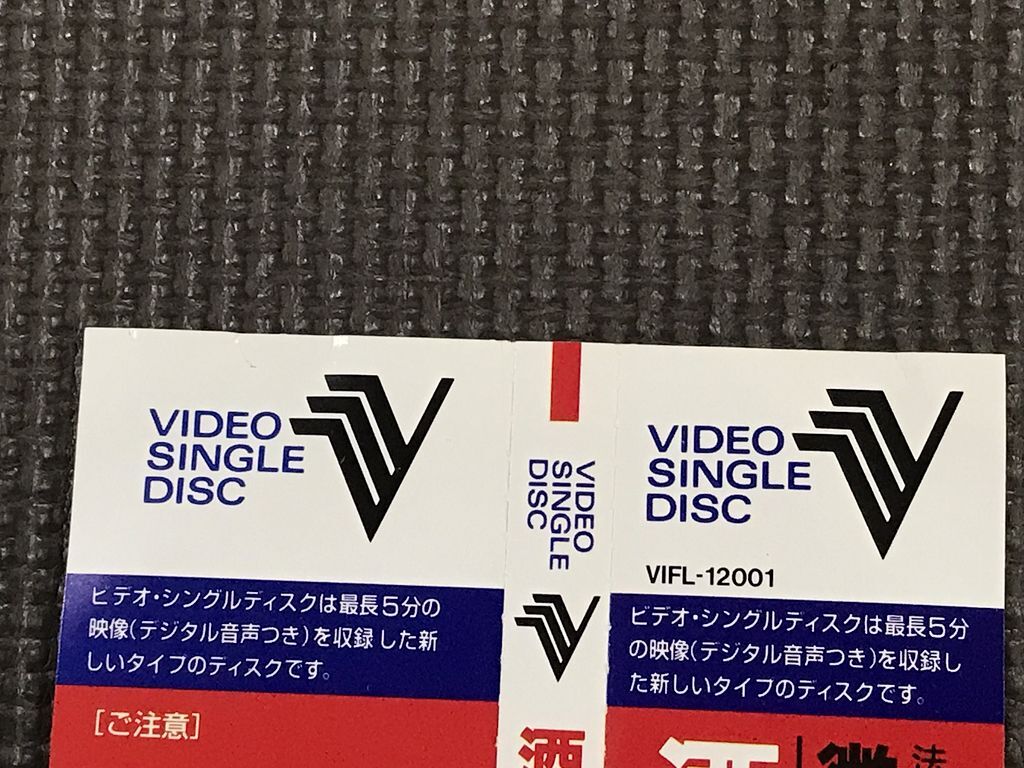 VIDEO
SINGLE
DISC
ビデオ・シングルディスクは最長5分の
映像(デジタル音声つき)を収録した新
しいタイプのディスクです。
[ご注意]
VIDEO
SINGLE
DISC
酒
VIDEO
SINGLE
DISC
VIFL-12001
ビデオ・シングルディスクは最長5分
の映像(デジタル音声つき)を収録し
た新しいタイプのディスクです。